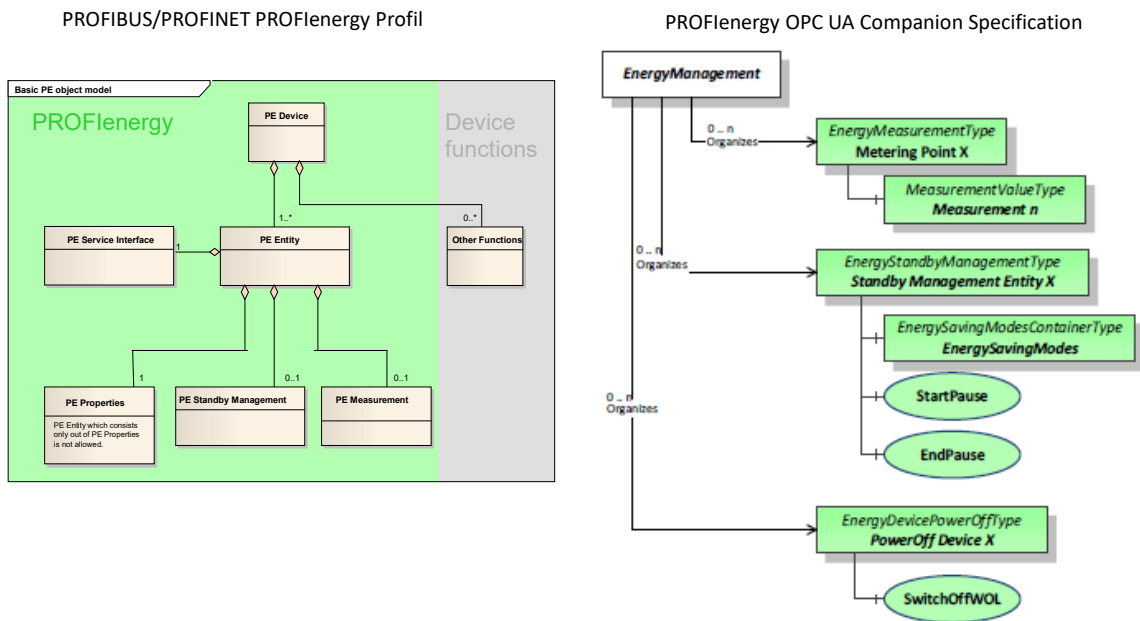 PROFIBUS/PROFINET PROFIenergy Profil
Basic PE object model
PROFIenergy
Device
functions
PE Device
1..*
0..*
PE Service Interface
1
PE Entity
Other Functions
1
0..1
0..1
PE Properties
PE Entity which consists
only out of PE Properties
is not allowed.
PE Standby Management
PE Measurement
PROFIenergy OPC UA Companion Specification
EnergyManagement
0 .. n
Organizes
EnergyMeasurementType
Metering Point X
MeasurementValueType
Measurement n
0 .. n
Organizes
EnergyStandbyManagementType
Standby Management Entity X
EnergySavingModesContainerType
EnergySavingModes
StartPause
EndPause
0 .. n
Organizes
EnergyDevicePowerOffType
PowerOff Device X
SwitchOffWOL